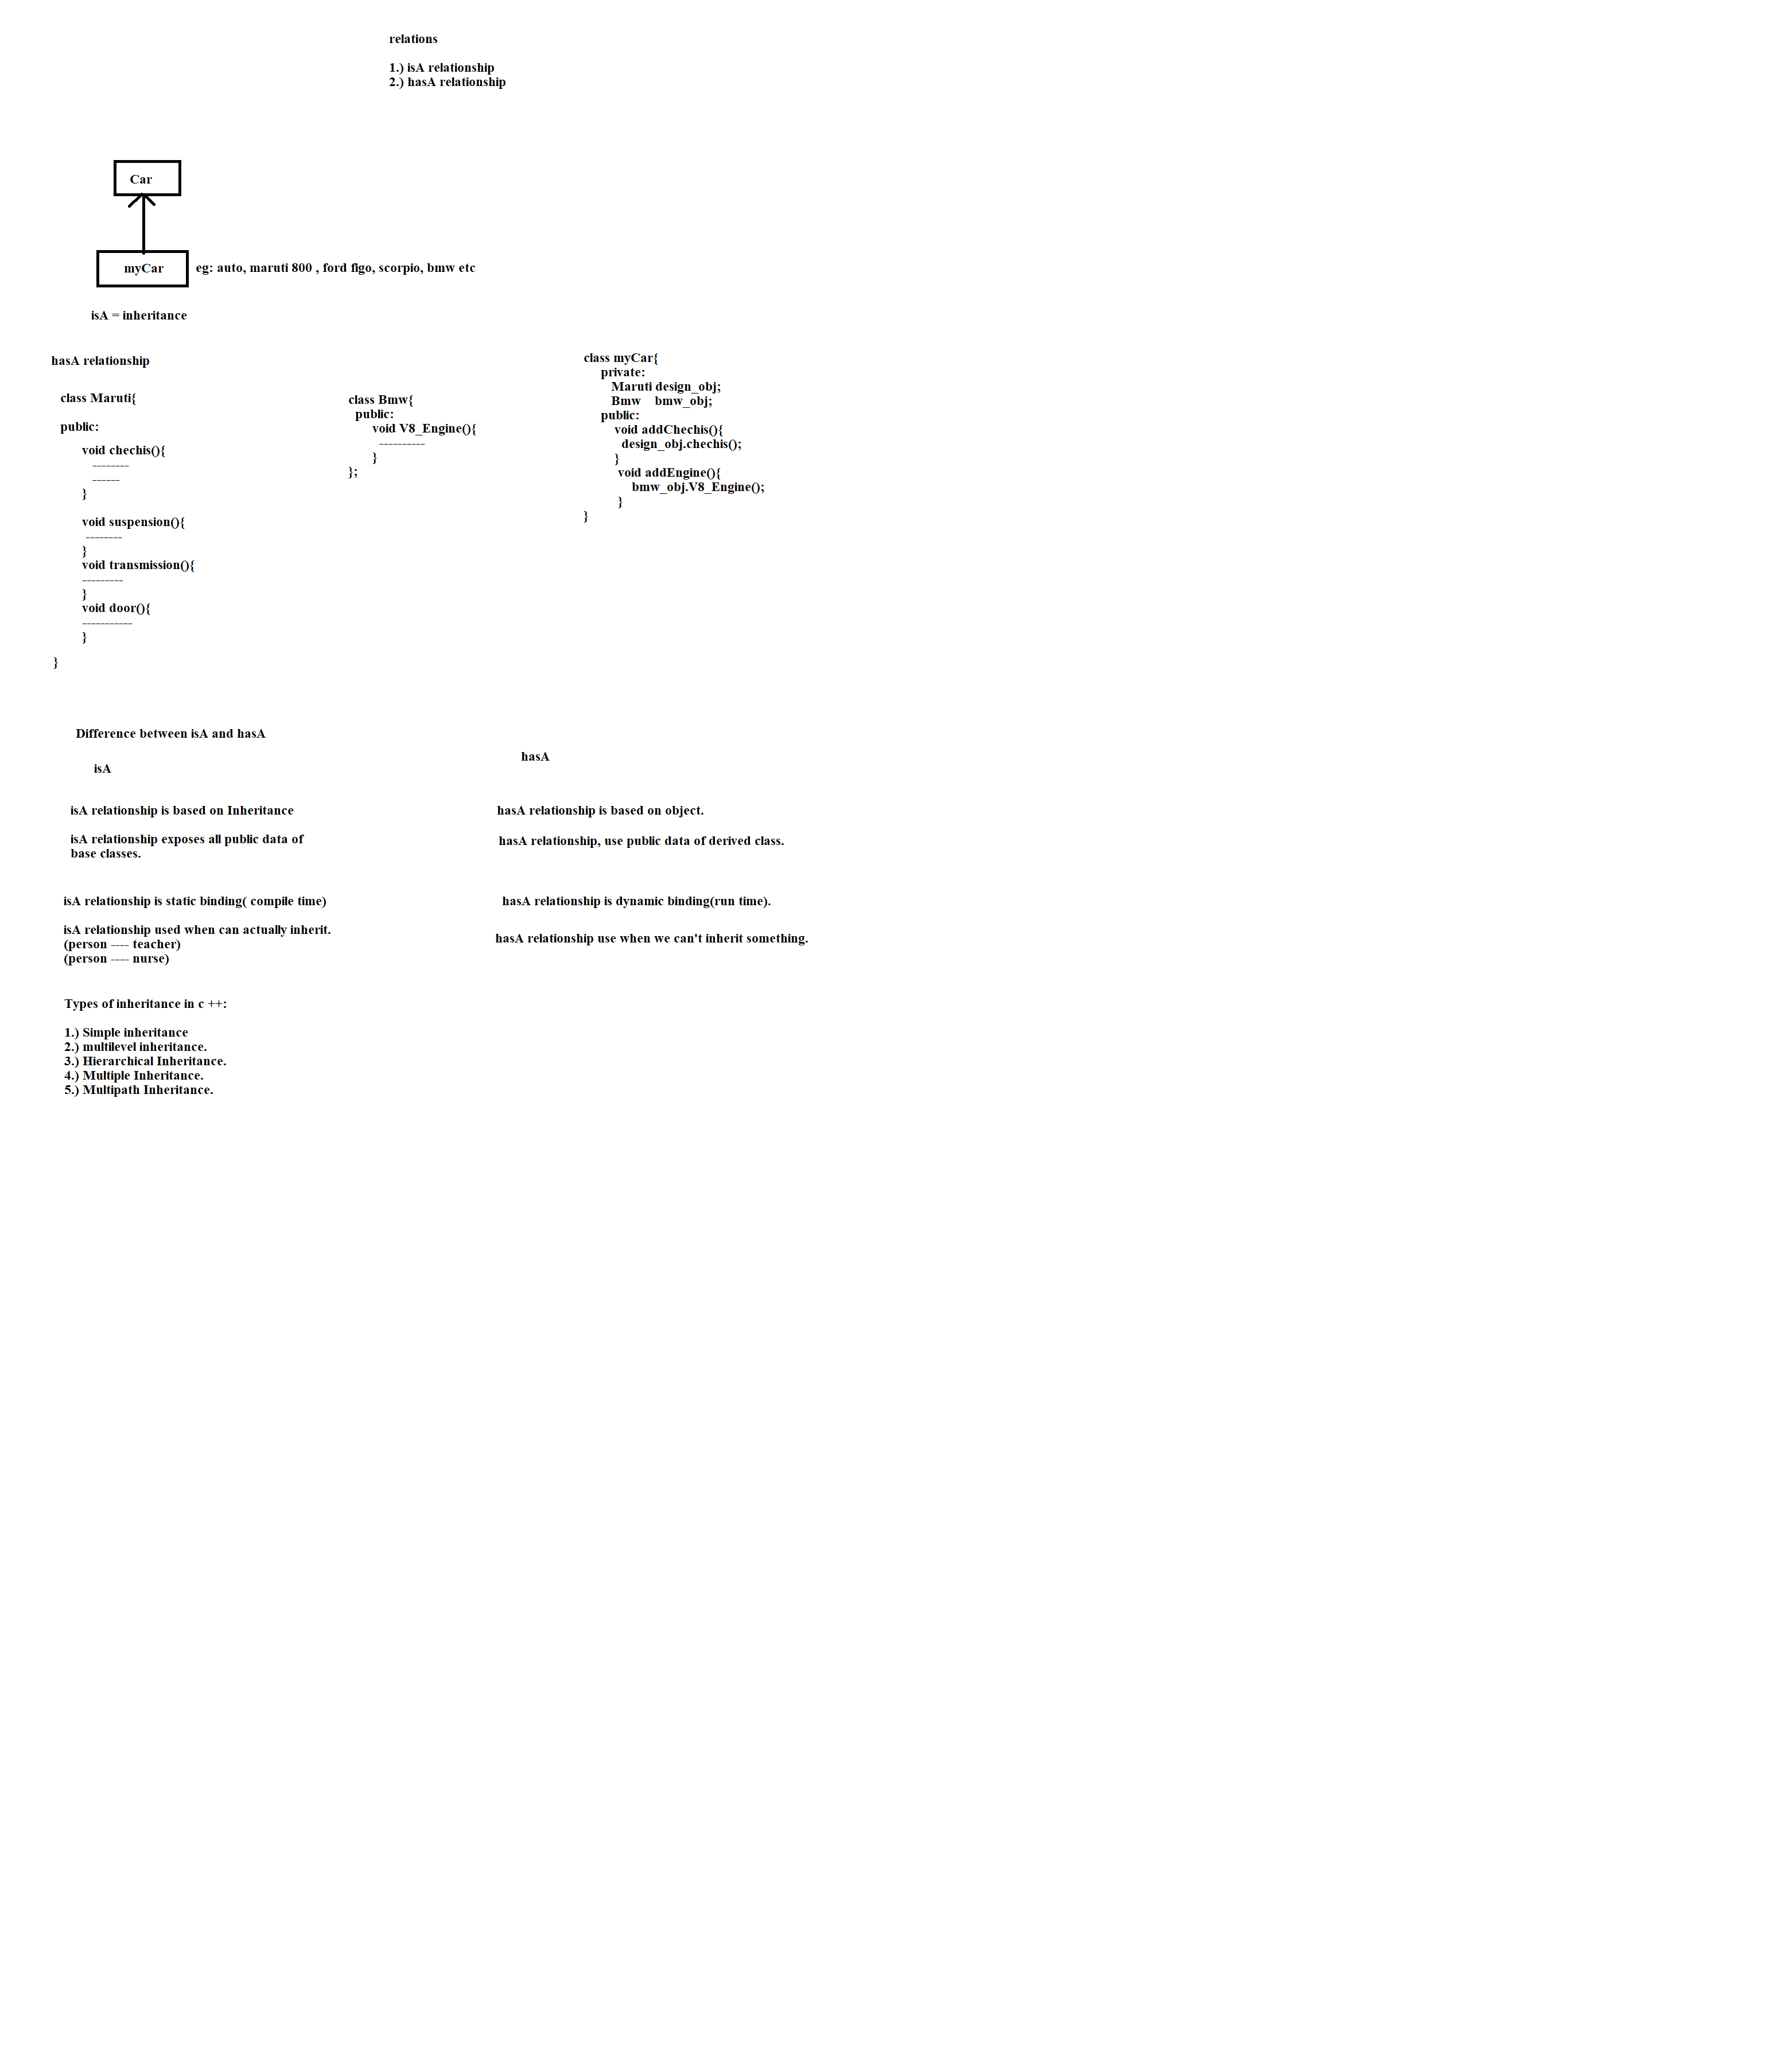 relations
1.) isA relationship
2.) hasA relationship
Car
myCar
eg: auto, maruti 800 , ford figo, scorpio, bmw etc
isA = inheritance
hasA relationship
class Maruti{
public:
void chechis(){
--------
------
}
void suspension(){
--------
}
void transmission(){
---------
}
void door(){
-----------
}
}
class Bmw{
public:
void V8_Engine(){
----------
}
};
class myCar{
private:
Maruti design_obj;
Bmw bmw_obj;
public:
void addChechis(){
design_obj.chechis();
}
void addEngine(){
bmw_obj.V8_Engine();
}
}
Difference between isA and hasA
isA
hasA
isA relationship is based on Inheritance
hasA relationship is based on object.
isA relationship exposes all public data of
base classes.
hasA relationship, use public data of derived class.
isA relationship is static binding( compile time)
hasA relationship is dynamic binding(run time).
isA relationship used when can actually inherit.
(person ---- teacher)
(person ---- nurse)
hasA relationship use when we can't inherit something.
Types of inheritance in c ++:
1.) Simple inheritance
2.) multilevel inheritance.
3.) Hierarchical Inheritance.
4.) Multiple Inheritance.
5.) Multipath Inheritance.